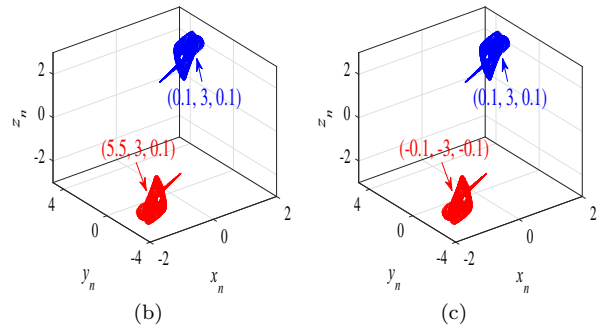 2
0
-2
z_n
4
0
-4
y_n
-2
0
2
x_n
(0.1, 3, 0.1)
(5.5, 3, 0.1)
(b)
2
0
-2
z_n
4
0
-4
y_n
-2
0
2
x_n
(0.1, 3, 0.1)
(-0.1, -3, -0.1)
(c)